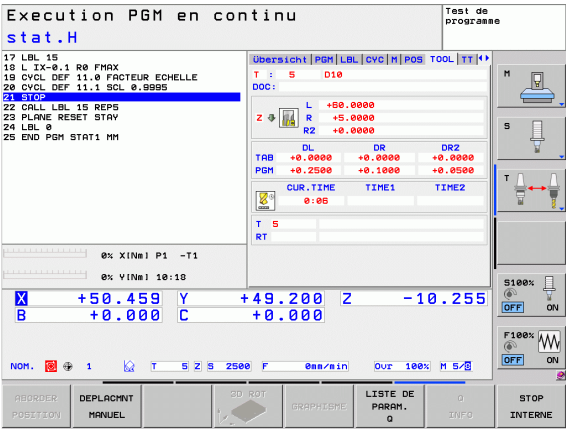 Execution PGM en continu
stat.H
Test de
programme
17 LBL 15
18 L IX-0.1 R0 FMAX
19 CYCL DEF 11.0 FACTEUR ECHELLE
20 CYCL DEF 11.1 SCL 0.9995
21 STOP
22 CALL LBL 15 REP5
23 PLANE RESET STAY
24 LBL 0
25 END PGM STAT1 MM
Übersicht PGM LBL CYC M POS TOOL TT
T : 5 D10
DOC:
Z
L +60.0000
R +5.0000
R2 +0.0000
DL DR DR2
TAB +0.0000 +0.0000 +0.0000
PGM +0.2500 +0.1000 +0.0500
CUR.TIME TIME1 TIME2
0:06
T 5
RT
0% X[Nm] P1 -T1
0% Y[Nm] 10:18
X +50.459 Y +49.200 Z -10.255
B +0.000 C +0.000
NOM. 1 T 5 Z S 2500 F 0mm/min Ovr 100% M 5/8
M
S
T
S100%
OFF ON
F100%
OFF ON
ABORDER
POSITION
DEPLACMNT
MANUEL
3D ROT
GRAPHISME
LISTE DE
PARAM.
Q
Q
INFO
STOP
INTERNE